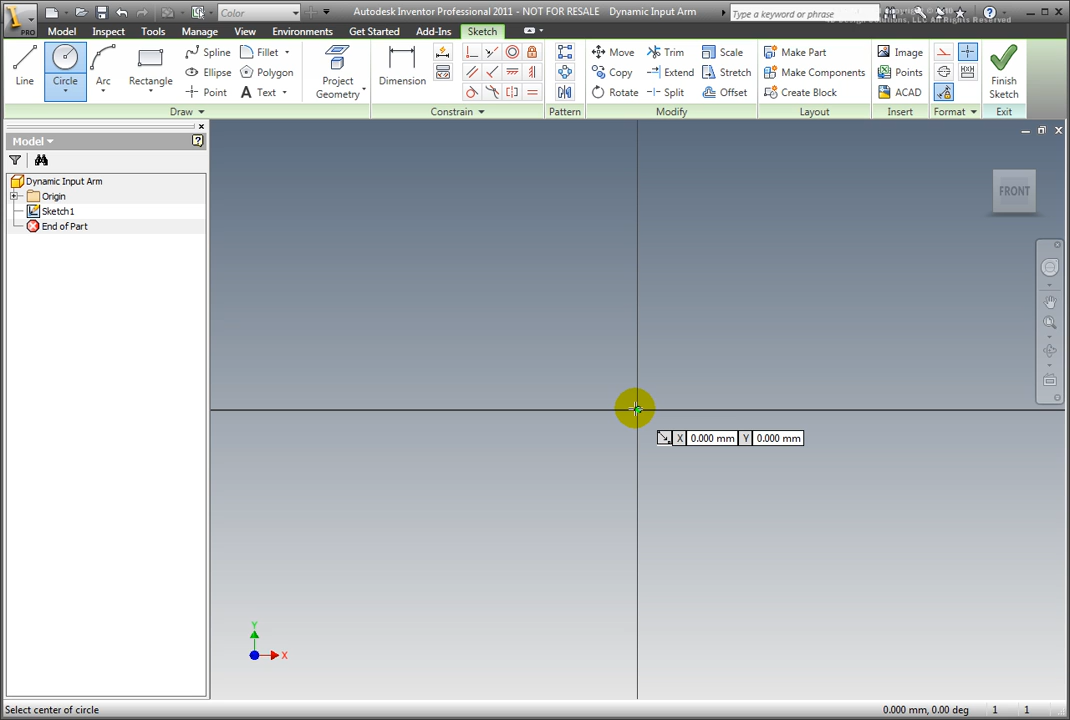 Color
Autodesk Inventor Professional 2011 - NOT FOR RESALE Dynamic Input Arm
Type a keyword or phrase
All Rights Reserved
PRO
Model
Inspect
Tools
Manage
View
Environments
Get Started
Add-Ins
Sketch
Line
Circle
Arc
Rectangle
Spline
Ellipse
Point
Fillet
Polygon
Text
Project
Geometry
Dimension
Move
Copy
Rotate
Trim
Extend
Split
Scale
Stretch
Offset
Make Part
Make Components
Create Block
Image
Points
ACAD
Finish
Sketch
Draw
Constrain
Pattern
Modify
Layout
Insert
Format
Exit
Model
Dynamic Input Arm
Origin
Sketch1
End of Part
FRONT
X 0.000 mm Y 0.000 mm
Y
X
Select center of circle
0.000 mm, 0.00 deg 1 1